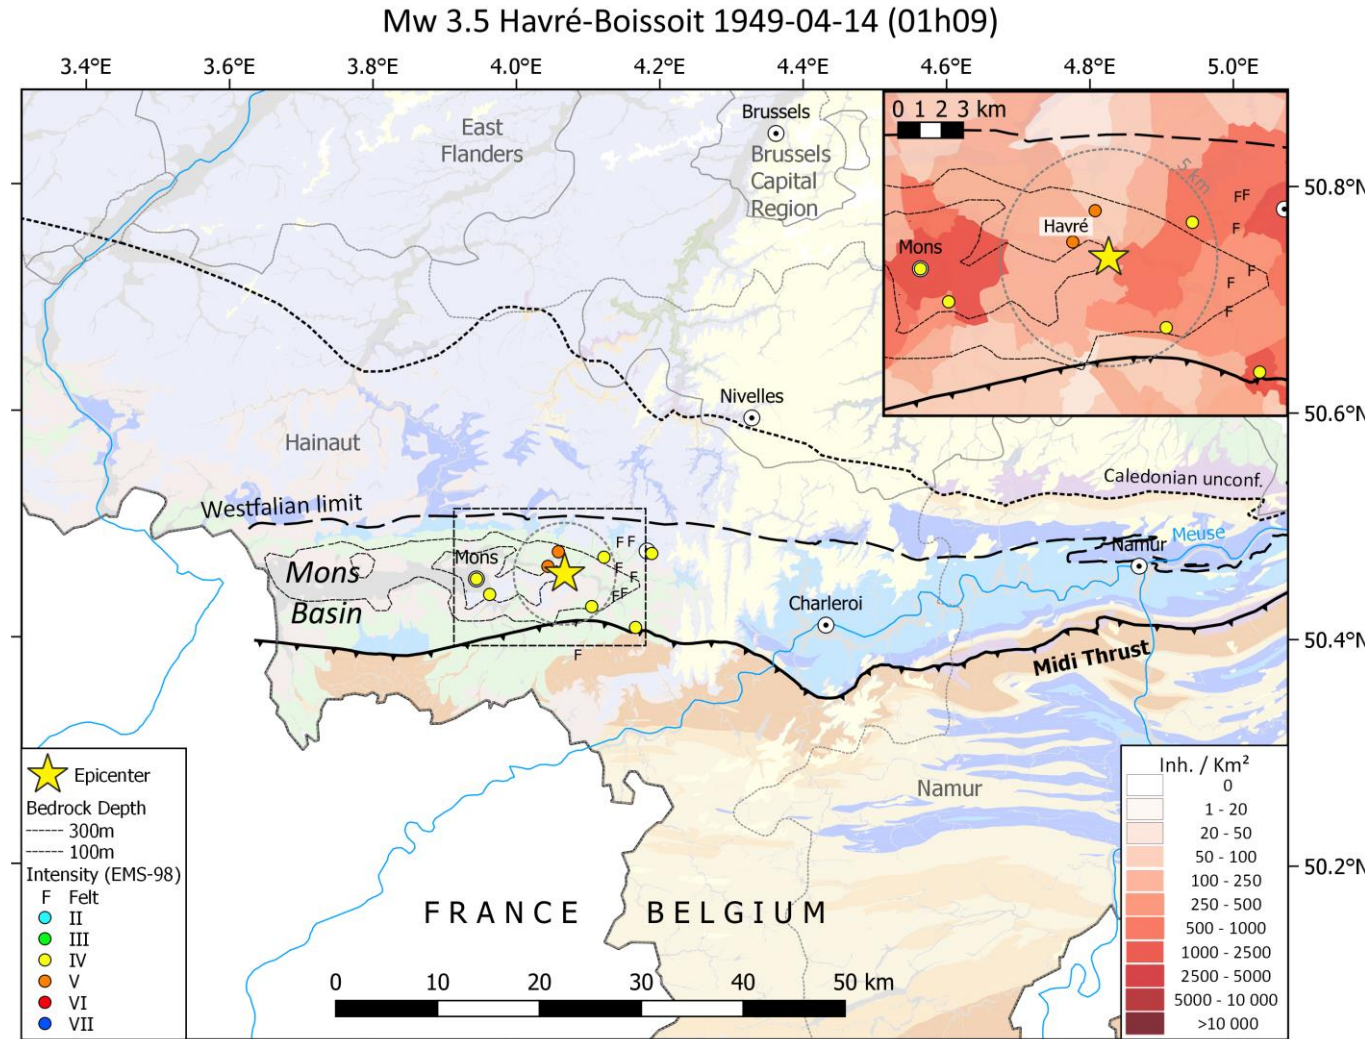 Mw 3.5 Havré-Boissoit 1949-04-14 (01h09)
3.4°E 3.6°E 3.8°E 4.0°E 4.2°E 4.4°E 4.6°E 4.8°E 5.0°E
0 1 2 3 km
Brussels
East
Flanders
Brussels
Capital
Region
5 km
F F
F
Havré
Mons
F
F
F
50.8°N
Nivelles
50.6°N
Hainaut
Caledonian unconf.
Westfalian limit
Meuse
Namur
F F
Mons
F
F
Mons
Basin
F F
Charleroi
F
50.4°N
Midi Thrust
Namur
50.2°N
FRANCE
BELGIUM
0 10 20 30 40 50 km
Epicenter
Bedrock Depth
300m
100m
Intensity (EMS-98)
F Felt
II
III
IV
V
VI
VII
Inh. / Km²
0
1 - 20
20 - 50
50 - 100
100 - 250
250 - 500
500 - 1000
1000 - 2500
2500 - 5000
5000 - 10 000
>10 000